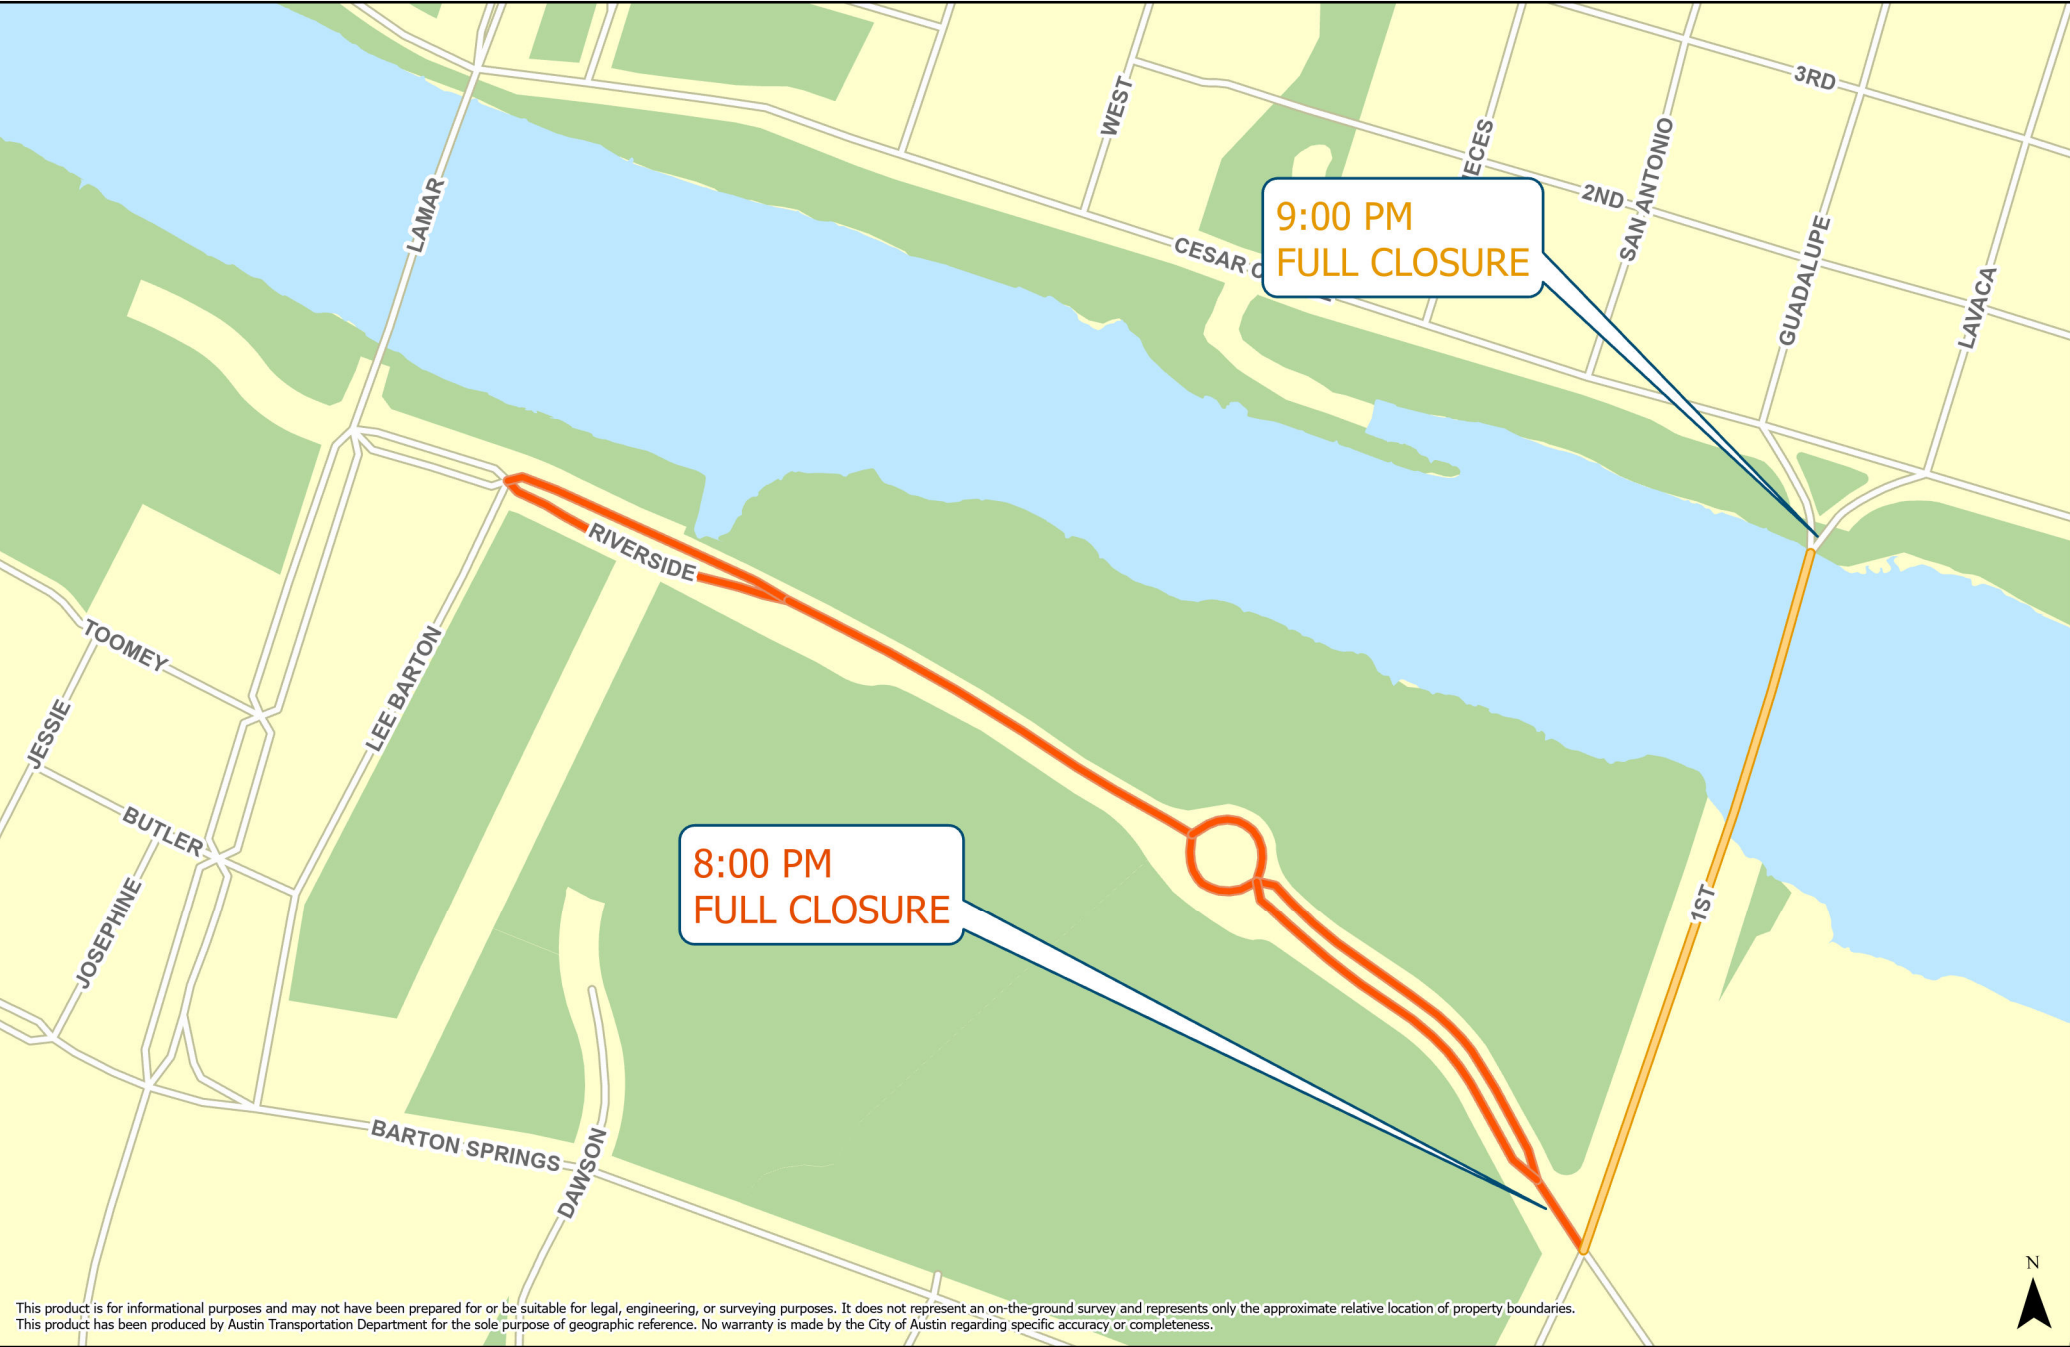 3RD
WEST
ECES
SAN ANTONIO
2ND
LAMAR
9:00 PM
FULL CLOSURE
CESAR C
GUADALUPE
LAVACA
RIVERSIDE
TOOMEY
LEE BARTON
JESSIE
BUTLER
8:00 PM
FULL CLOSURE
JOSEPHINE
1ST
BARTON SPRINGS
DAWSON
N
This product is for informational purposes and may not have been prepared for or be suitable for legal, engineering, or surveying purposes. It does not represent an on-the-ground survey and represents only the approximate relative location of property boundaries.
This product has been produced by Austin Transportation Department for the sole purpose of geographic reference. No warranty is made by the City of Austin regarding specific accuracy or completeness.